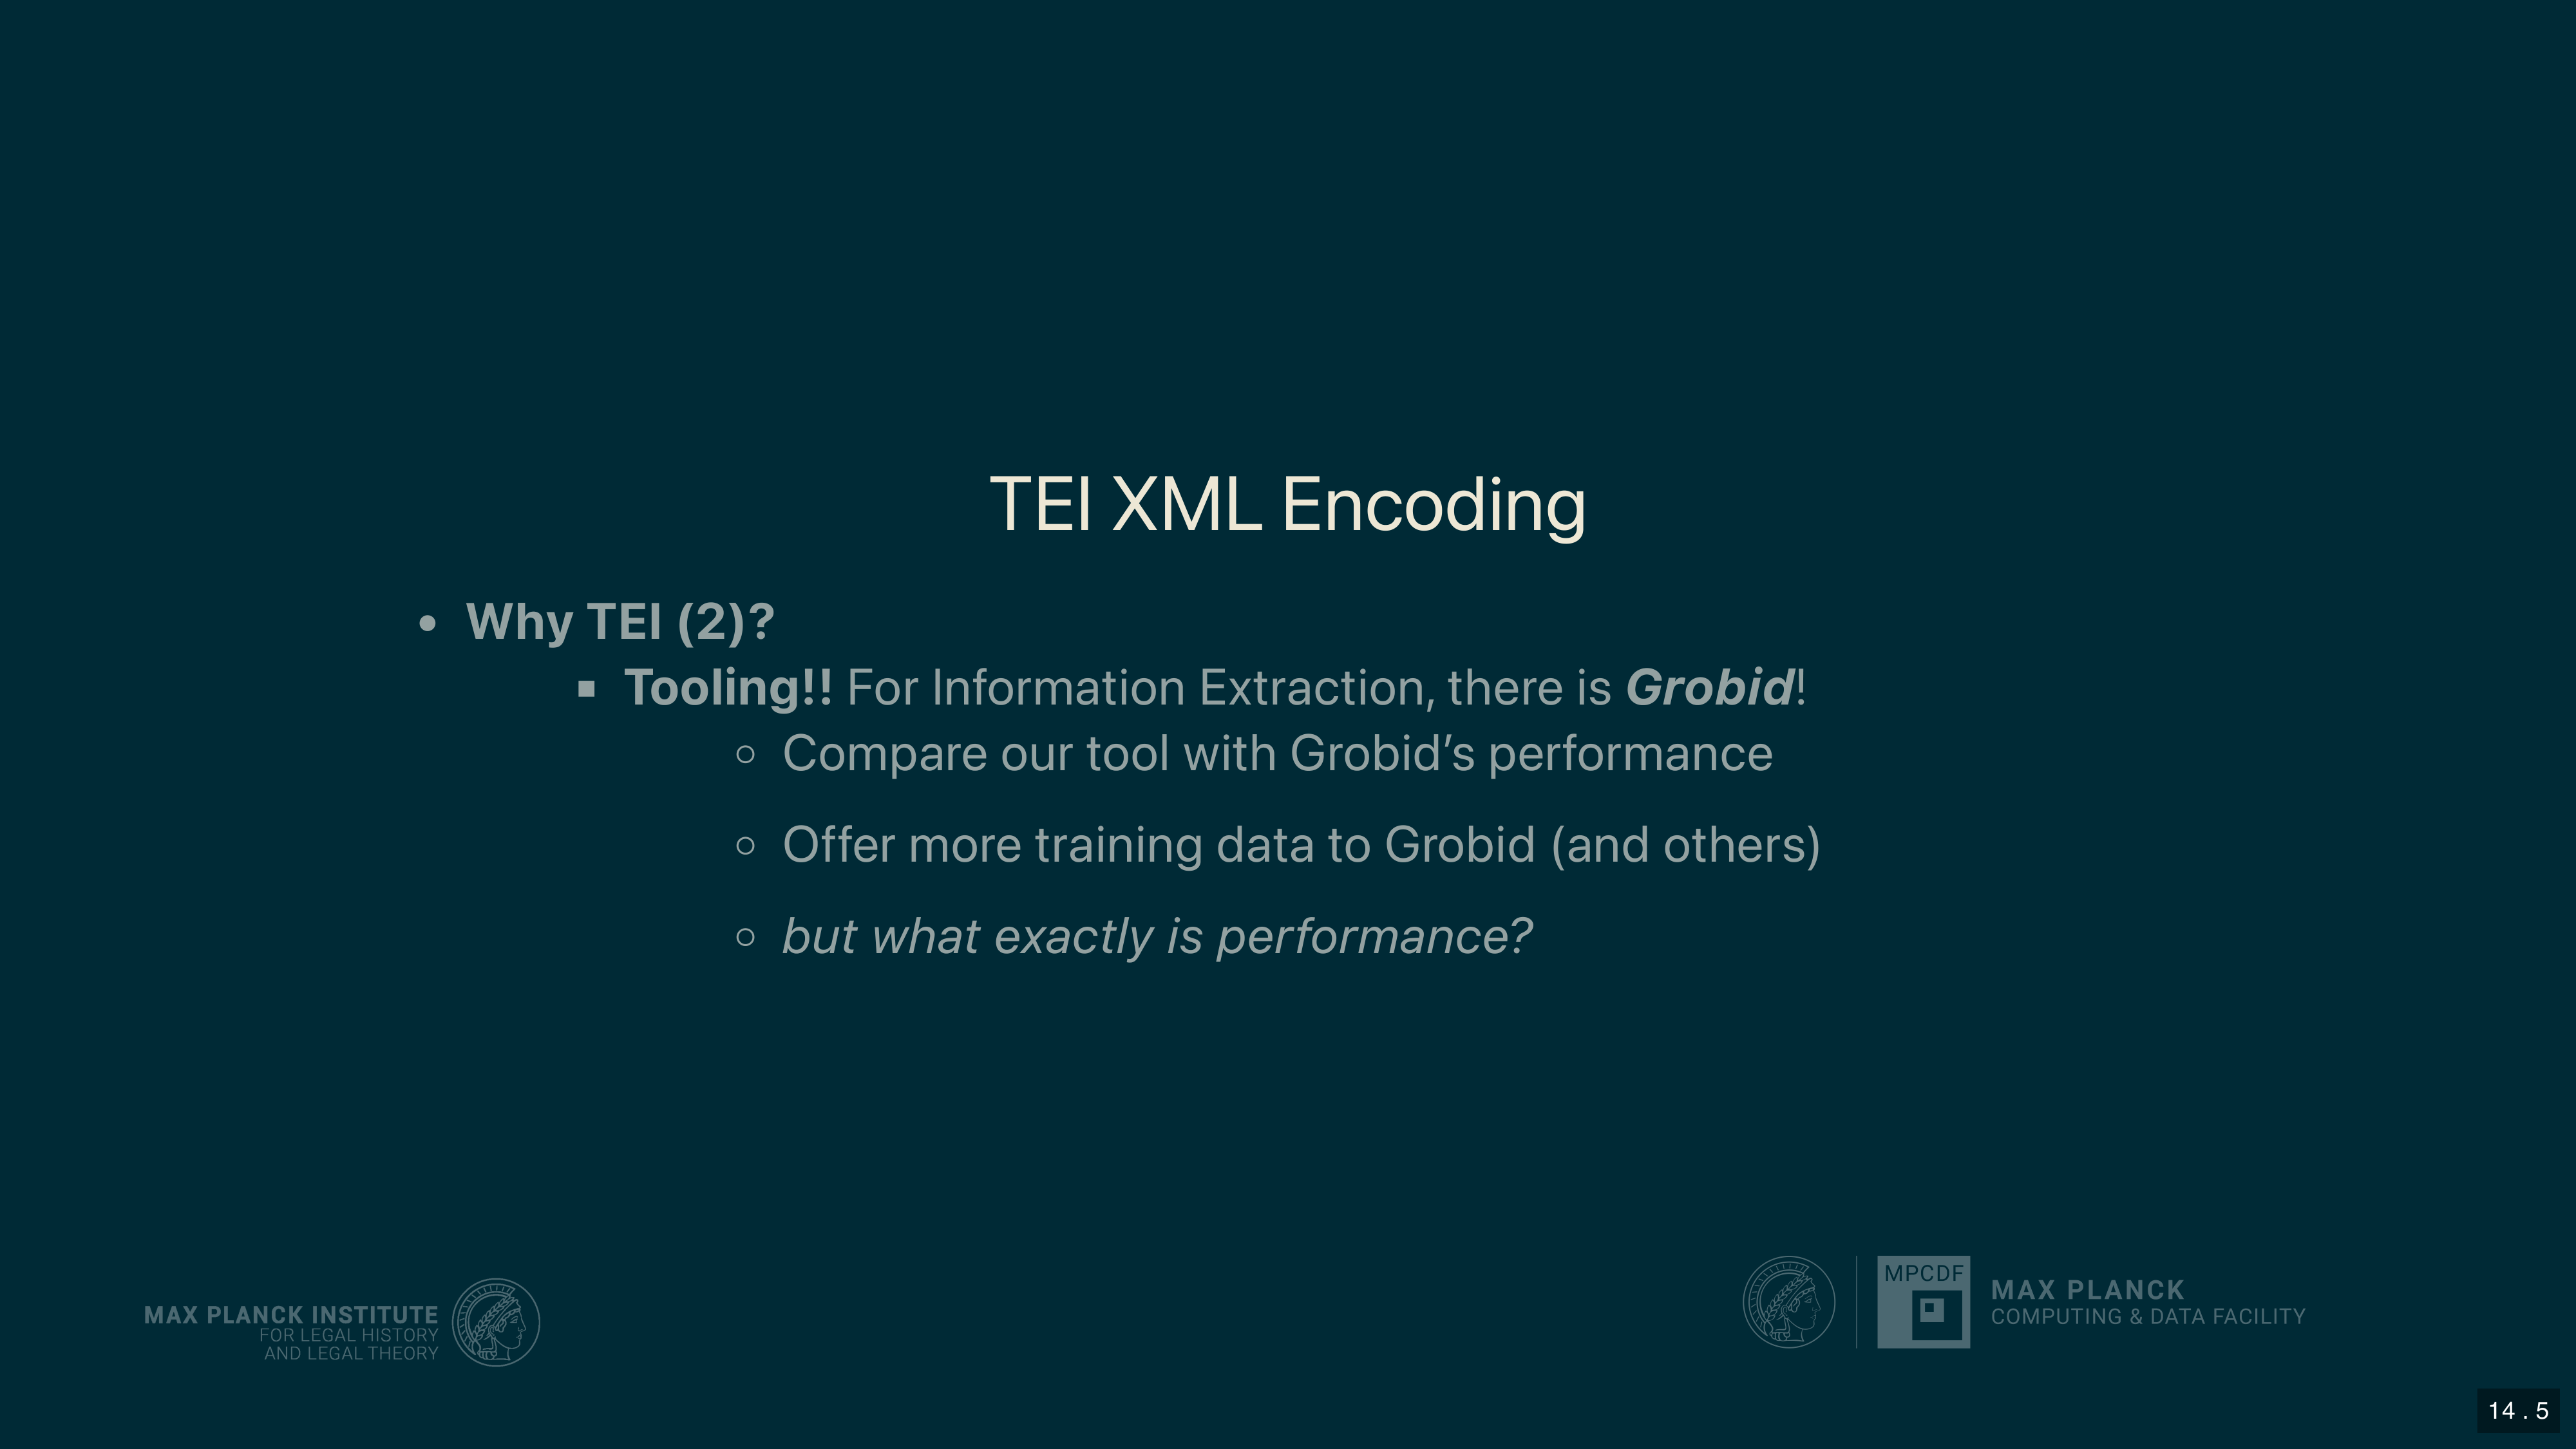 TEI XML Encoding
• Why TEI (2)?
▪ Tooling!! For Information Extraction, there is Grobid!
○ Compare our tool with Grobid’s performance
○ Offer more training data to Grobid (and others)
○ but what exactly is performance?
MAX PLANCK INSTITUTE
FOR LEGAL HISTORY
AND LEGAL THEORY
MPCDF
MAX PLANCK
COMPUTING & DATA FACILITY
14 . 5